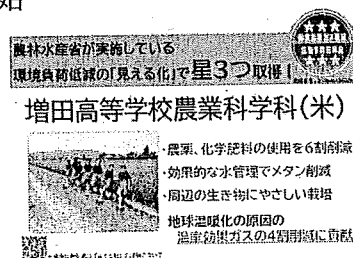 農林水産省が実施している
環境負荷低減の「見える化」で星3つ取得!
増田高等学校農業科学科(米)
・農薬、化学肥料の使用を6割削減
・効果的な水管理でメタン削減
・周辺の生き物にやさしい栽培
地球温暖化の原因の
温室効果ガスの4割削減に貢献